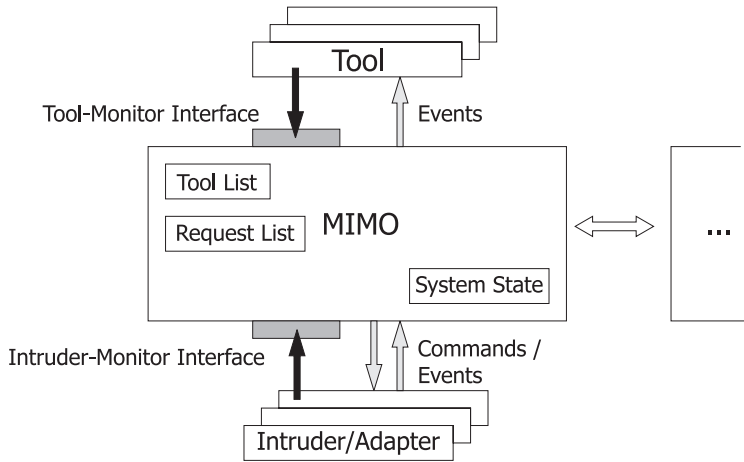 Tool
Tool-Monitor Interface
Events
Tool List
Request List
MIMO
...
System State
Intruder-Monitor Interface
Commands /
Events
Intruder/Adapter